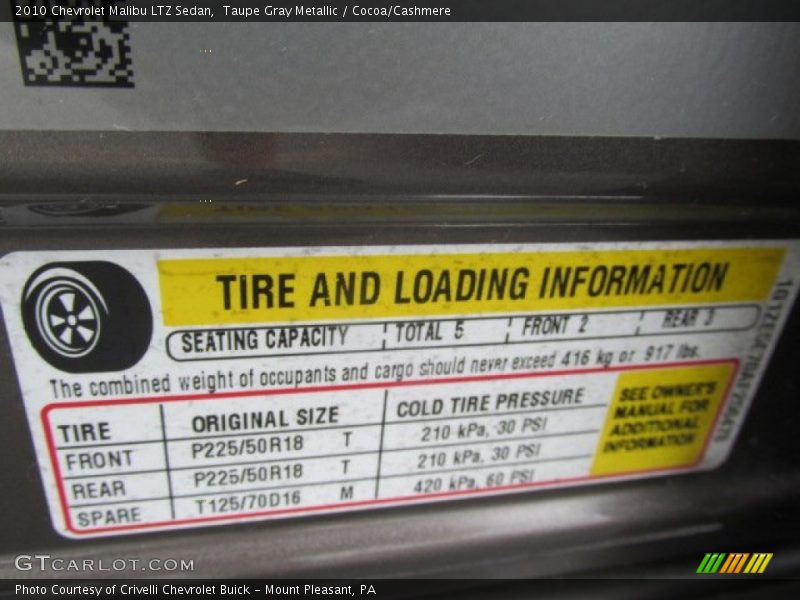 2010 Chevrolet Malibu LTZ Sedan, Taupe Gray Metallic / Cocoa/Cashmere
TIRE AND LOADING INFORMATION
SEATING CAPACITY TOTAL 5 FRONT 2 REAR 3
The combined weight of occupants and cargo should never exceed 416 kg or 917 lbs.
TIRE ORIGINAL SIZE COLD TIRE PRESSURE
FRONT P225/50R18 T 210 kPa, 30 PSI
REAR P225/50R18 T 210 kPa, 30 PSI
SPARE T125/70D16 M 420 kPa, 60 PSI
SEE OWNER'S
MANUAL FOR
ADDITIONAL
INFORMATION
GTCARLOT.COM
Photo Courtesy of Crivelli Chevrolet Buick - Mount Pleasant, PA